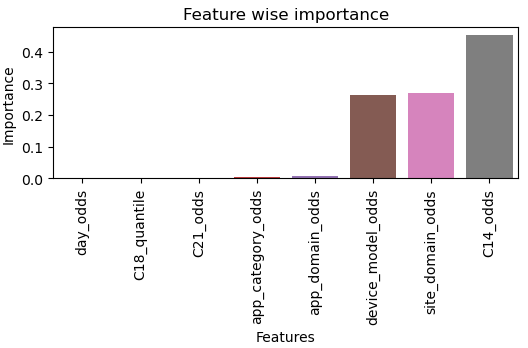 Feature wise importance
Importance
0.4
0.3
0.2
0.1
0.0
day_odds
C18_quantile
C21_odds
app_category_odds
app_domain_odds
device_model_odds
site_domain_odds
C14_odds
Features